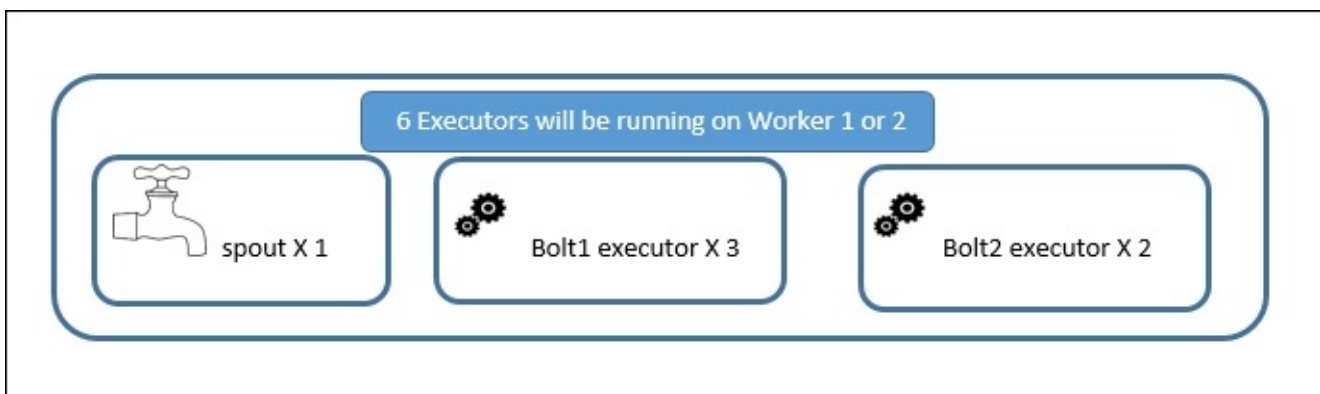 6 Executors will be running on Worker 1 or 2
spout X 1
Bolt1 executor X 3
Bolt2 executor X 2